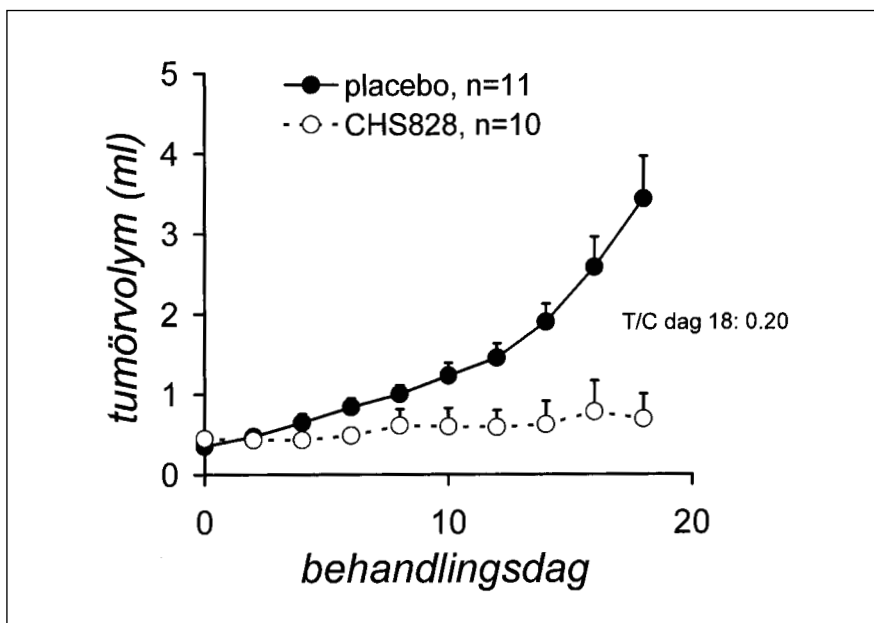 5
placebo, n=11
CHS828, n=10
4
3
2
T/C dag 18: 0.20
1
0
tumörvolym (ml)
0 10 20
behandlingsdag